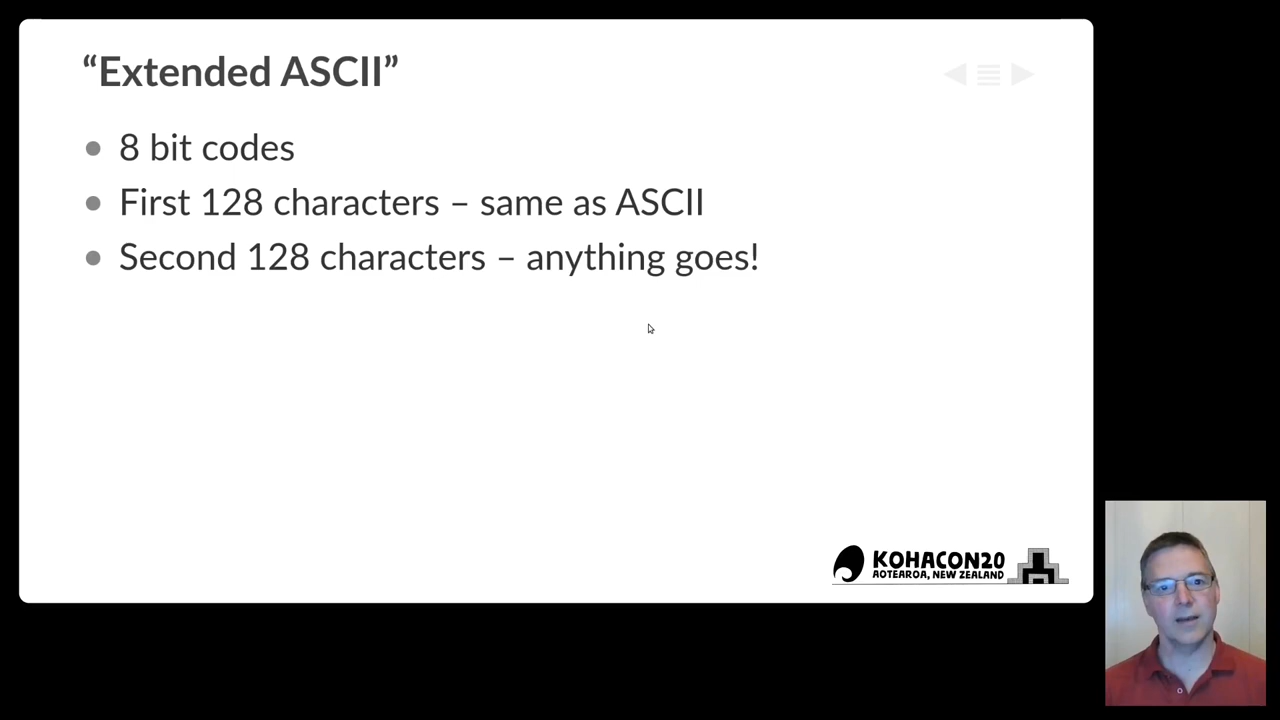 “Extended ASCII”
8 bit codes
First 128 characters – same as ASCII
Second 128 characters – anything goes!
KOHACON20
AOTEAROA, NEW ZEALAND